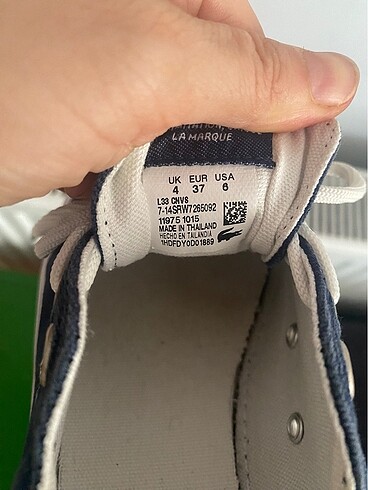 LA MARQUE
UK EUR USA
4 37 6
L33 CNVS
7-14SRW7265092
11975 1015
MADE IN THAILAND
HECHO EN TAILANDIA
1HDFDY0D01889